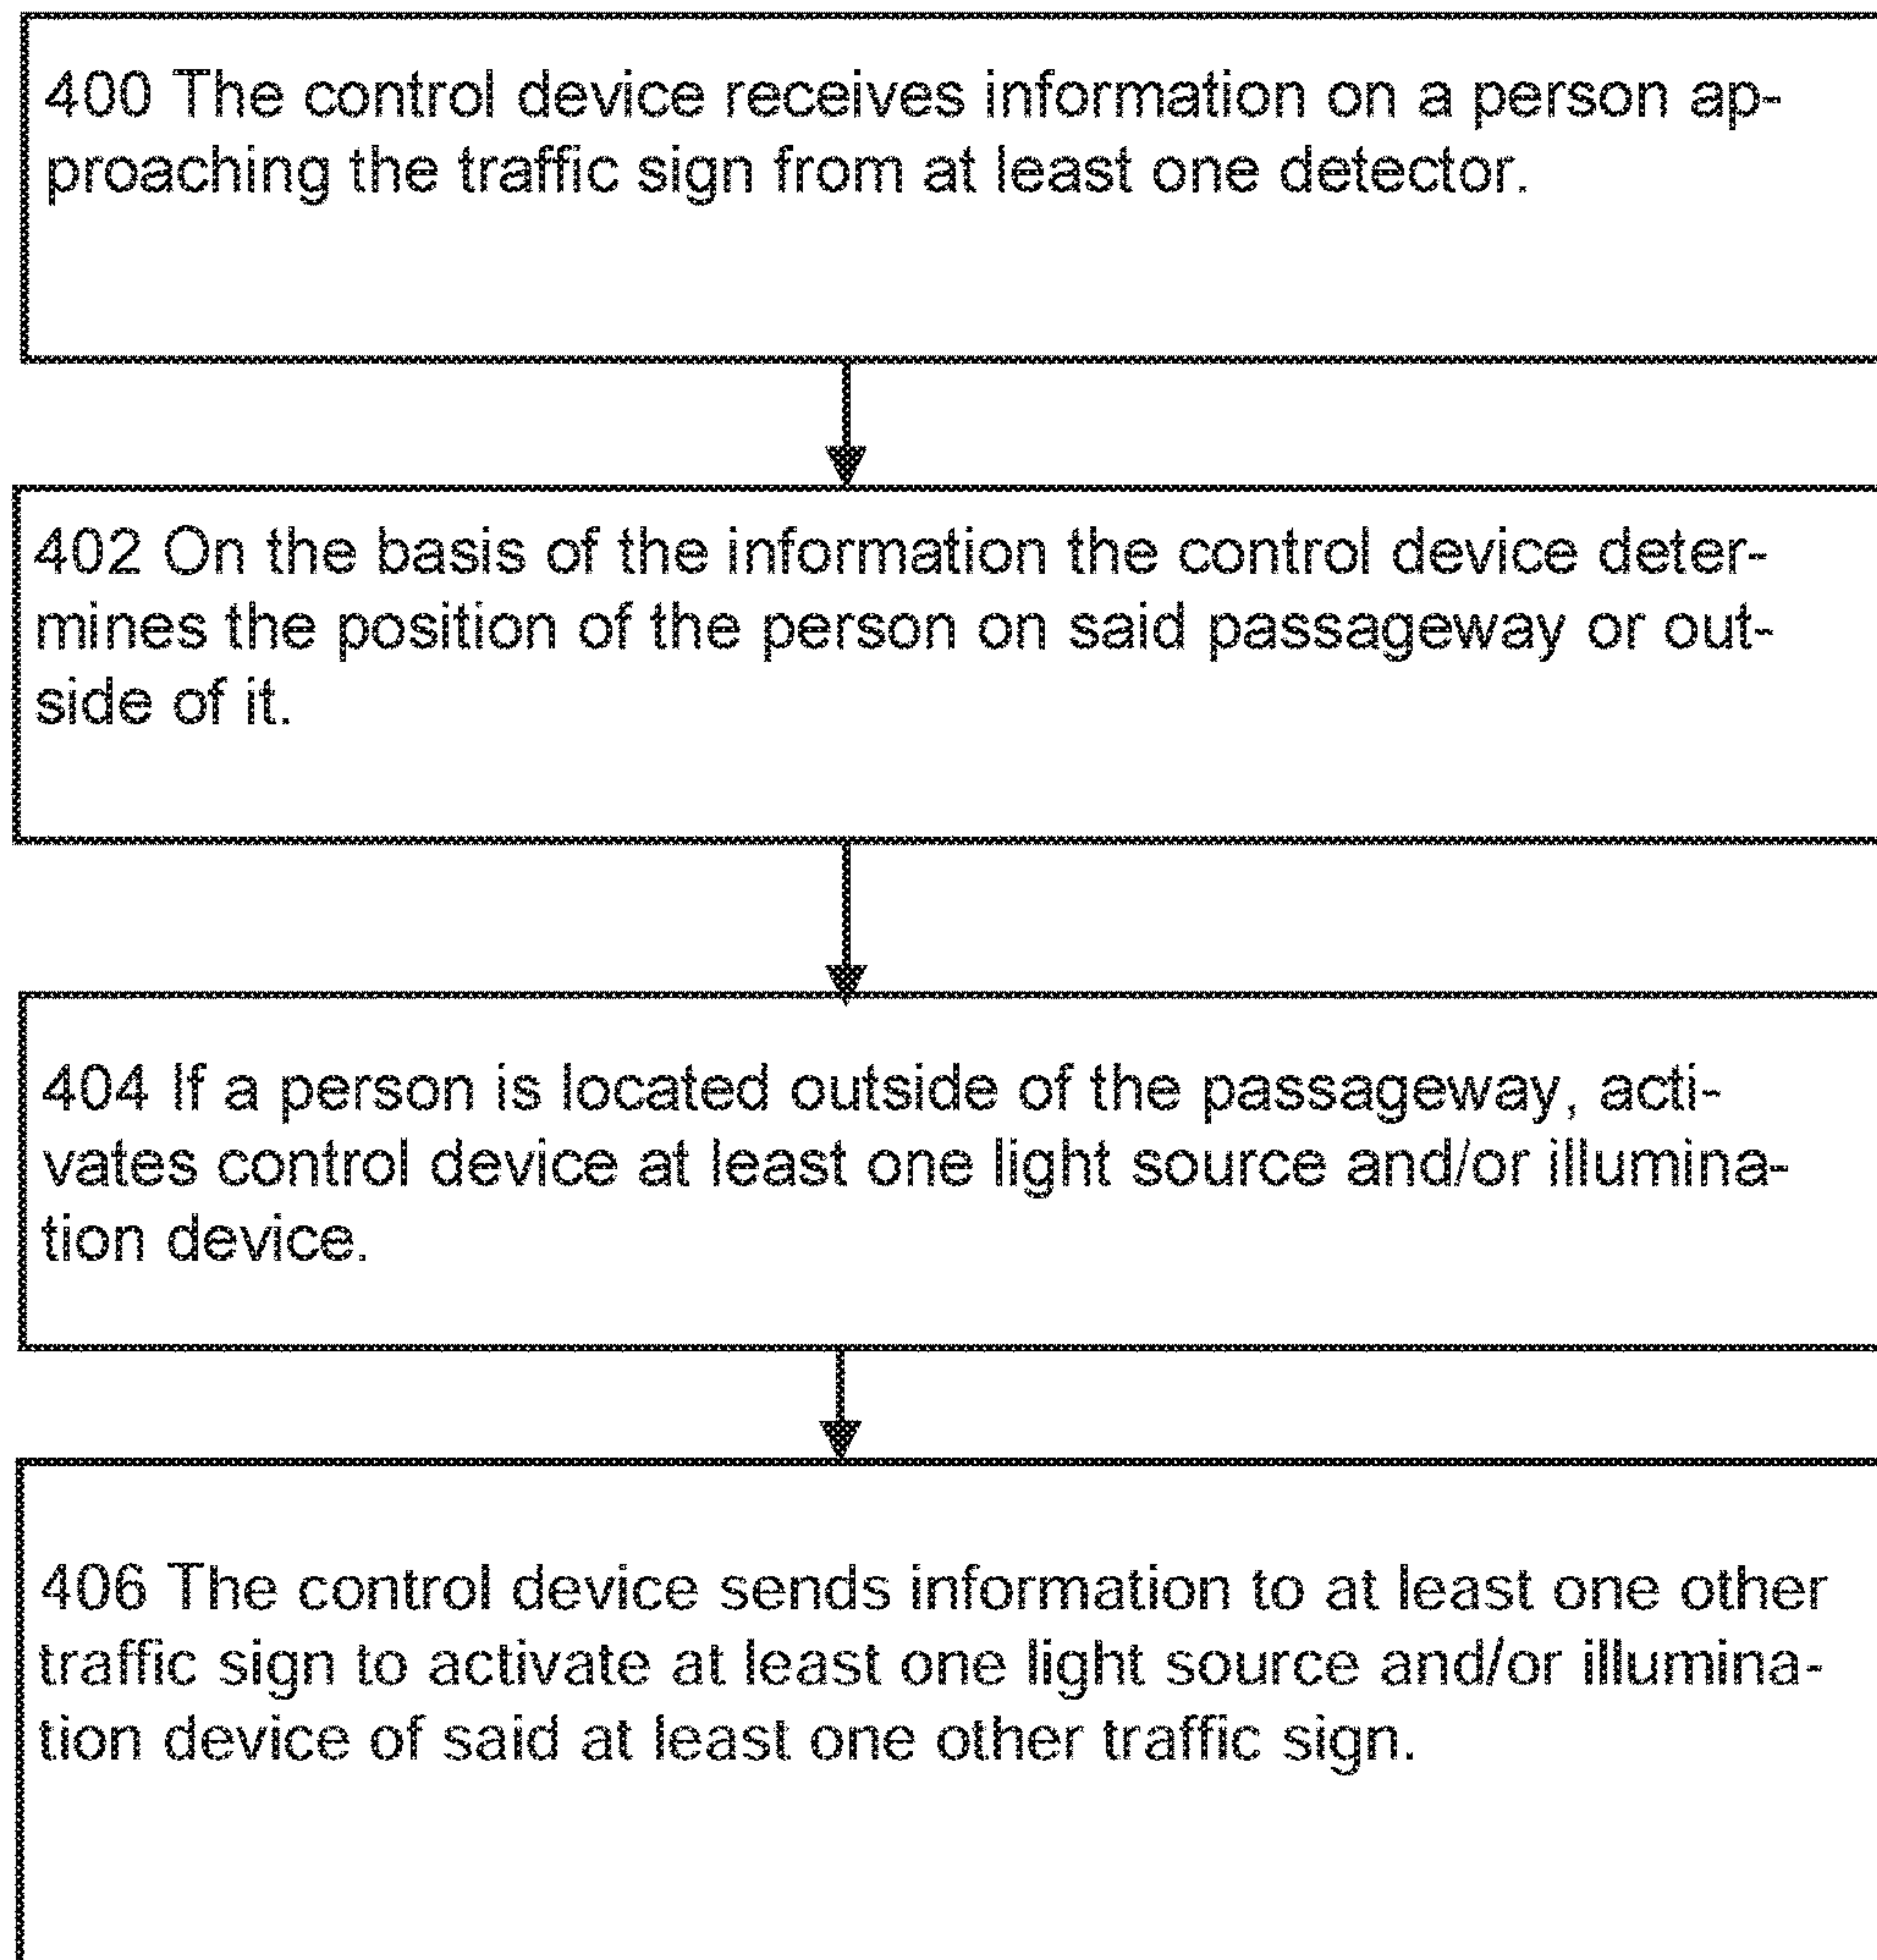 400 The control device receives information on a person ap-
proaching the traffic sign from at least one detector.
402 On the basis of the information the control device deter-
mines the position of the person on said passageway or out-
side of it.
404 If a person is located outside of the passageway, acti-
vates control device at least one light source and/or illumina-
tion device.
406 The control device sends information to at least one other
traffic sign to activate at least one light source and/or illumina-
tion device of said at least one other traffic sign.